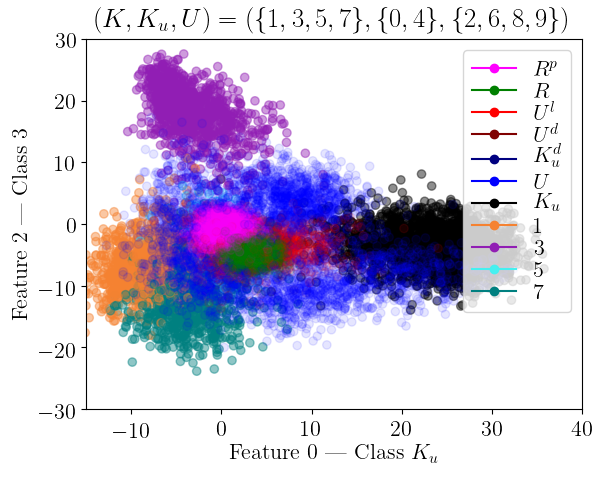 (K, K_u, U) = ({1, 3, 5, 7}, {0, 4}, {2, 6, 8, 9})
30
20
10
0
−10
−20
−30
Feature 2 — Class 3
R^p
R
U^l
U^d
K_u^d
U
K_u
1
3
5
7
−10
0
10
20
30
40
Feature 0 — Class K_u